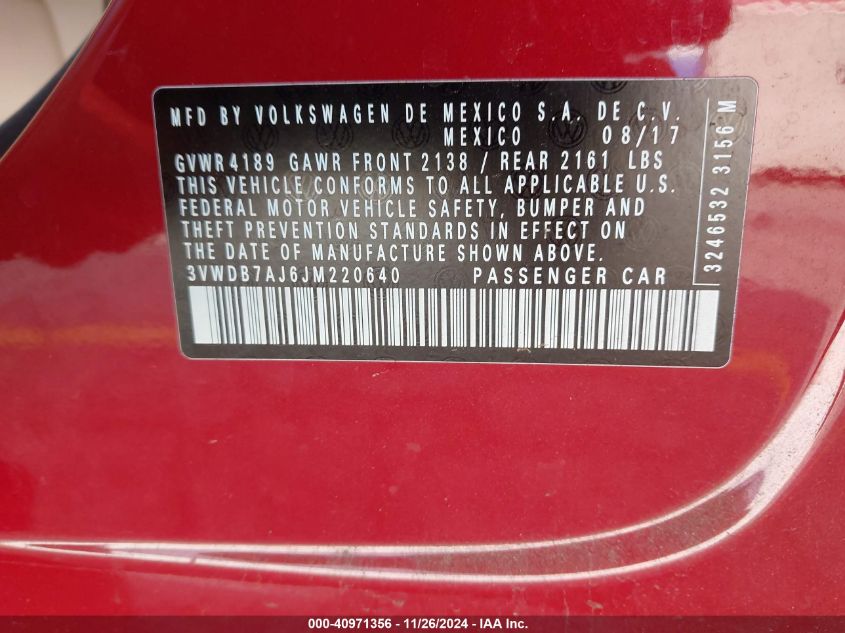 MFD BY VOLKSWAGEN DE MEXICO S.A. DE C.V.
MEXICO 08/17
GVWR 4189 GAWR FRONT 2138 / REAR 2161 LBS
THIS VEHICLE CONFORMS TO ALL APPLICABLE U.S.
FEDERAL MOTOR VEHICLE SAFETY, BUMPER AND
THEFT PREVENTION STANDARDS IN EFFECT ON
THE DATE OF MANUFACTURE SHOWN ABOVE.
3VWDB7AJ6JM220640 PASSENGER CAR
3246532 3156 M
000-40971356 - 11/26/2024 - IAA Inc.